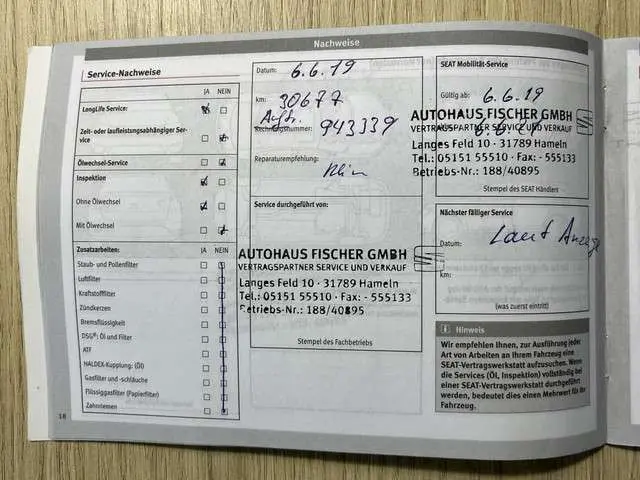 Nachweise
Service-Nachweise
JA NEIN
LongLife Service:
Zeit- oder laufleistungsabhängiger Ser-
vice
Ölwechsel-Service
Inspektion
Ohne Ölwechsel
Mit Ölwechsel
Zusatzarbeiten: JA NEIN
Staub- und Pollenfilter
Luftfilter
Kraftstofffilter
Zündkerzen
Bremsflüssigkeit
DSG®: Öl und Filter
ATF
HALDEX-Kupplung: (Öl)
Gasfilter und -schläuche
Flüssiggasfilter (Papierfilter)
Zahnriemen
18
Datum: 6.6.19
km: 30677
Auftr.
Rechnungsnummer: 943339
Reparaturempfehlung:
Service durchgeführt von:
AUTOHAUS FISCHER GMBH
VERTRAGSPARTNER SERVICE UND VERKAUF
Langes Feld 10 · 31789 Hameln
Tel.: 05151 55510 · Fax: - 555133
Betriebs-Nr.: 188/40895
Stempel des Fachbetriebs
SEAT Mobilität-Service
Gültig ab: 6.6.19
AUTOHAUS FISCHER GMBH
VERTRAGSPARTNER SERVICE UND VERKAUF
Langes Feld 10 · 31789 Hameln
Tel.: 05151 55510 · Fax: - 555133
Betriebs-Nr.: 188/40895
Stempel des SEAT Händlers
Nächster fälliger Service
Datum: Laut Anzeige
km:
(was zuerst eintritt)
i Hinweis
Wir empfehlen Ihnen, zur Ausführung jeder
Art von Arbeiten an Ihrem Fahrzeug eine
SEAT-Vertragswerkstatt aufzusuchen. Wenn
die Services (Öl, Inspektion) vollständig bei
einer SEAT-Vertragswerkstatt durchgeführt
werden, bedeutet dies einen Mehrwert für Ihr
Fahrzeug.